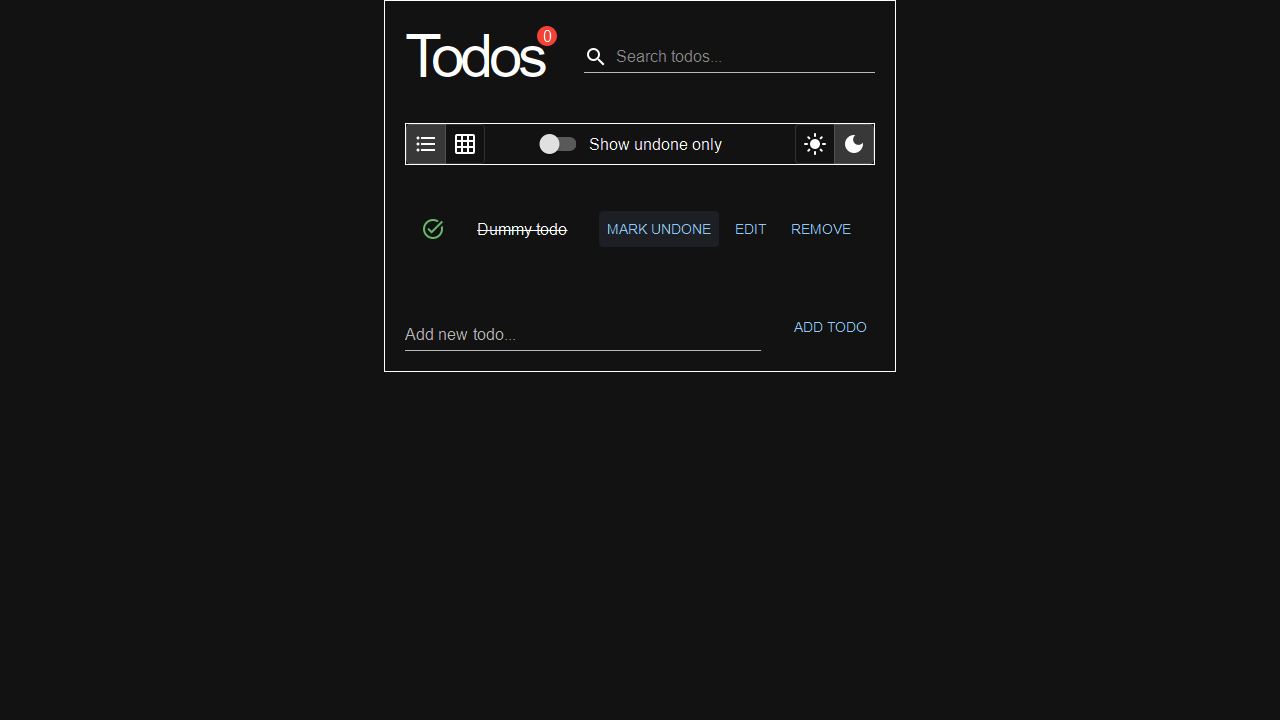 Todos 0
Search todos...
Show undone only
Dummy todo MARK UNDONE EDIT REMOVE
Add new todo... ADD TODO